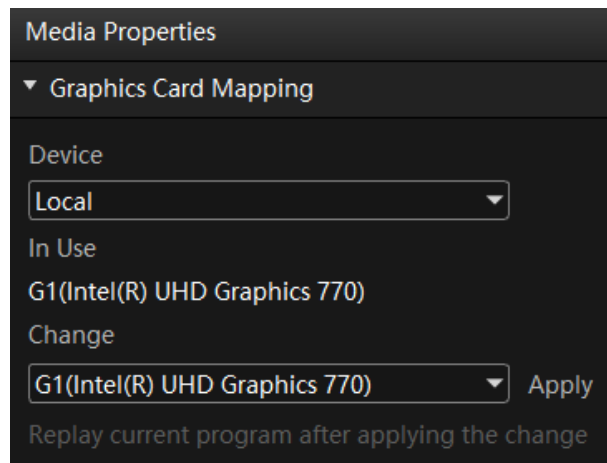 Media Properties
Graphics Card Mapping
Device
Local
In Use
G1(Intel(R) UHD Graphics 770)
Change
G1(Intel(R) UHD Graphics 770) Apply
Replay current program after applying the change